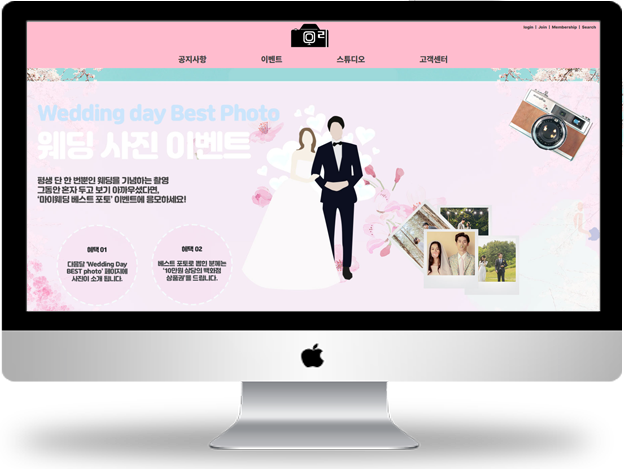 login | Join | Membership | Search
우리
공지사항 이벤트 스튜디오 고객센터
Wedding day Best Photo
웨딩 사진 이벤트
평생 단 한 번뿐인 웨딩을 기념하는 촬영
그동안 혼자 두고 보기 아까우셨다면,
'마이웨딩 베스트 포토' 이벤트에 응모하세요!
혜택 01
다음달 'Wedding Day
BEST photo' 페이지에
사진이 소개 됩니다.
혜택 02
베스트 포토로 뽑힌 분께는
'10만원 상당의 백화점
상품권'을 드립니다.